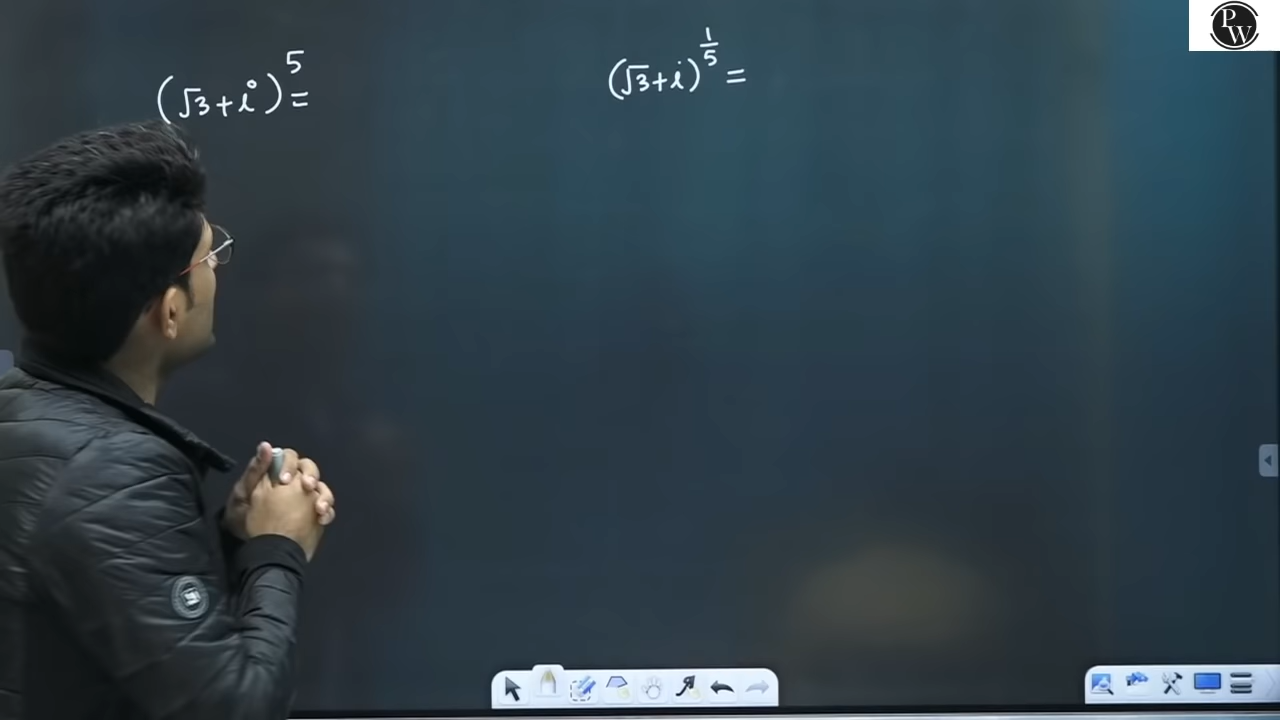 (√3+i)^5 =
(√3+i)^{1/5} =
PW